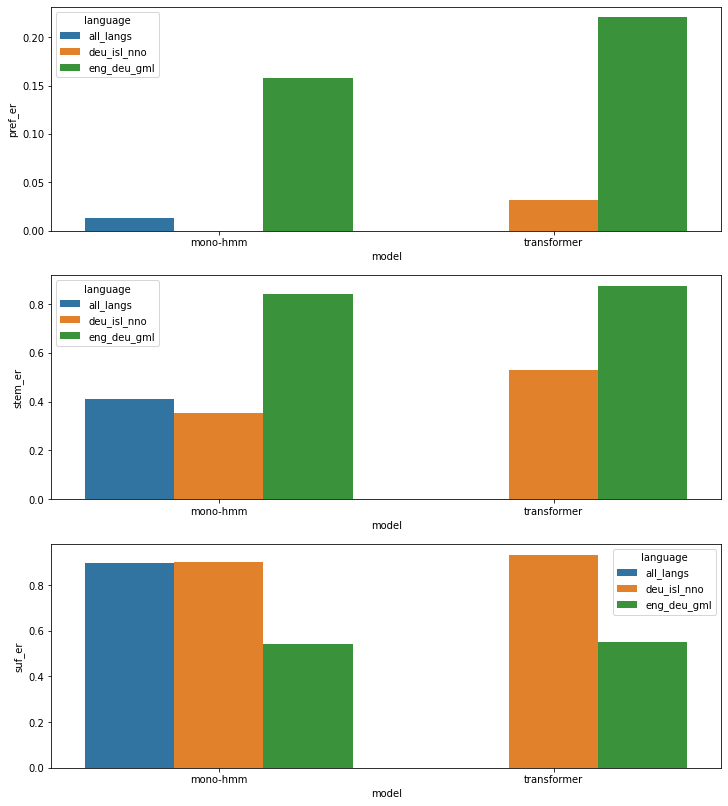 language
all_langs
deu_isl_nno
eng_deu_gml
0.20
0.15
0.10
0.05
0.00
pref_er
mono-hmm
transformer
model
language
all_langs
deu_isl_nno
eng_deu_gml
0.8
0.6
0.4
0.2
0.0
stem_er
mono-hmm
transformer
model
language
all_langs
deu_isl_nno
eng_deu_gml
0.8
0.6
0.4
0.2
0.0
suf_er
mono-hmm
transformer
model